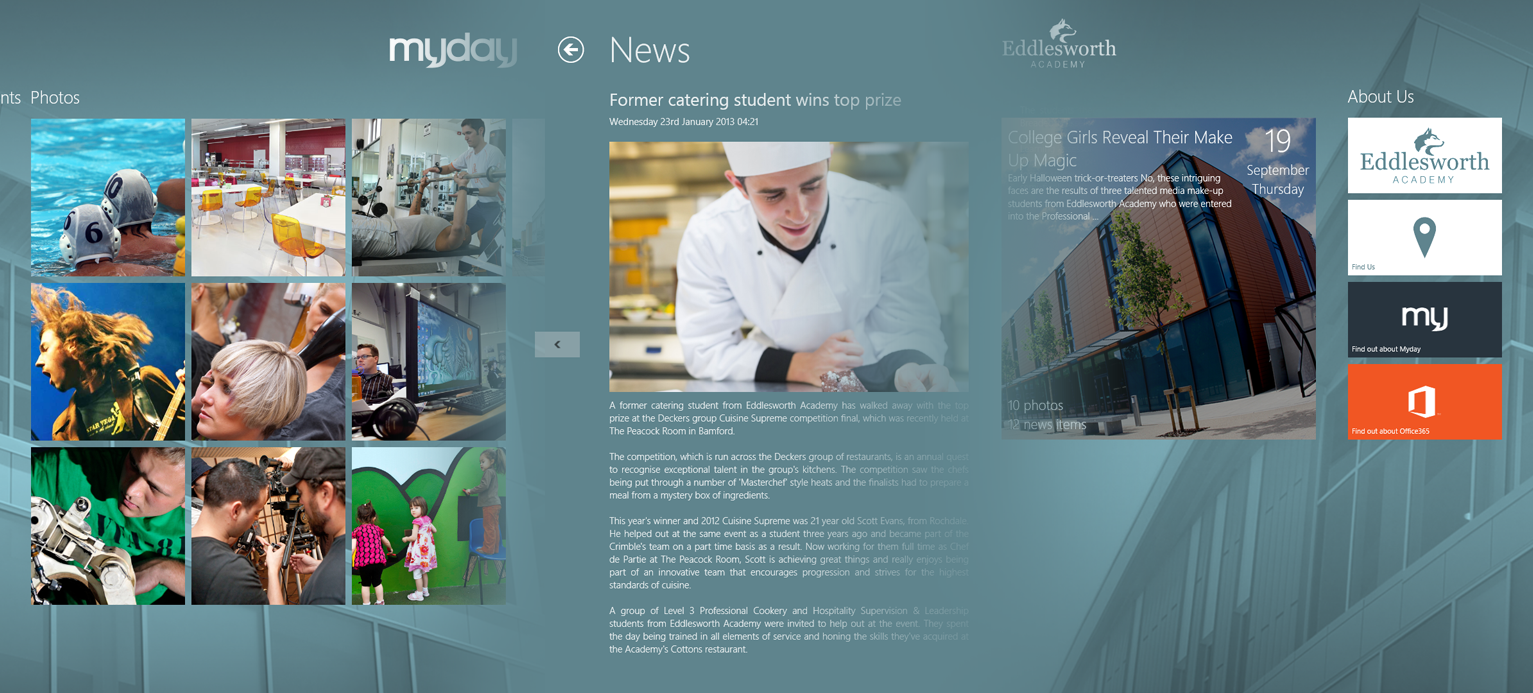 myday
nts Photos
0
6
News
Former catering student wins top prize
Wednesday 23rd January 2013 04:21
A former catering student from Eddlesworth Academy has walked away with the top
prize at the Deckers group Cuisine Supreme competition final, which was recently held at
The Peacock Room in Bamford.
The competition, which is run across the Deckers group of restaurants, is an annual quest
to recognise exceptional talent in the group's kitchens. The competition saw the chefs
being put through a number of 'Masterchef' style heats and the finalists had to prepare a
meal from a mystery box of ingredients.
This year's winner and 2012 Cuisine Supreme was 21 year old Scott Evans, from Rochdale.
He helped out at the same event as a student three years ago and became part of the
Crimble's team on a part time basis as a result. Now working for them full time as Chef
de Partie at The Peacock Room, Scott is achieving great things and really enjoys being
part of an innovative team that encourages progression and strives for the highest
standards of cuisine.
A group of Level 3 Professional Cookery and Hospitality Supervision & Leadership
students from Eddlesworth Academy were invited to help out at the event. They spent
the day being trained in all elements of service and honing the skills they've acquired at
the Academy's Cottons restaurant.
Eddlesworth
ACADEMY
College Girls Reveal Their Make
Up Magic
Early Halloween trick-or-treaters No, these intriguing
faces are the results of three talented media make-up
students from Eddlesworth Academy who were entered
into the Professional...
19
September
Thursday
10 photos
12 news items
About Us
Eddlesworth
ACADEMY
Find Us
my
Find out about Myday
Find out about Office365